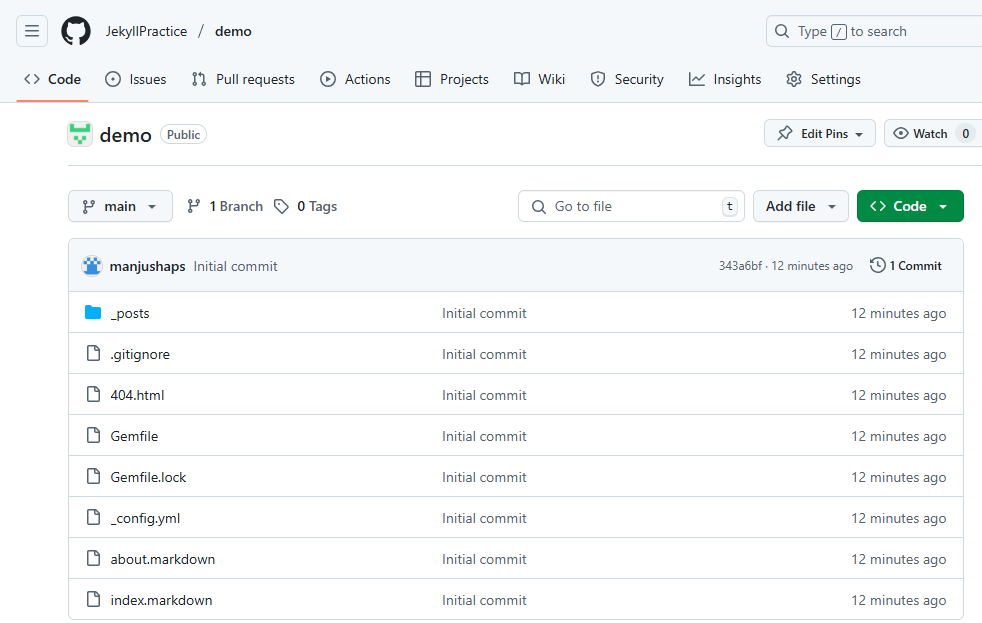 JekyllPractice / demo
Type / to search
Code Issues Pull requests Actions Projects Wiki Security Insights Settings
demo Public
Edit Pins Watch 0
main 1 Branch 0 Tags
Go to file t
Add file
Code
manjushaps Initial commit 343a6bf · 12 minutes ago 1 Commit
_posts Initial commit 12 minutes ago
.gitignore Initial commit 12 minutes ago
404.html Initial commit 12 minutes ago
Gemfile Initial commit 12 minutes ago
Gemfile.lock Initial commit 12 minutes ago
_config.yml Initial commit 12 minutes ago
about.markdown Initial commit 12 minutes ago
index.markdown Initial commit 12 minutes ago